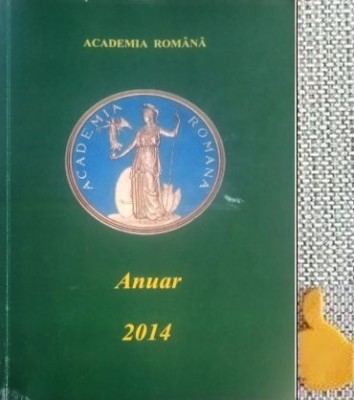 ACADEMIA ROMÂNĂ
ACADEMIA ROMANA
Anuar
2014